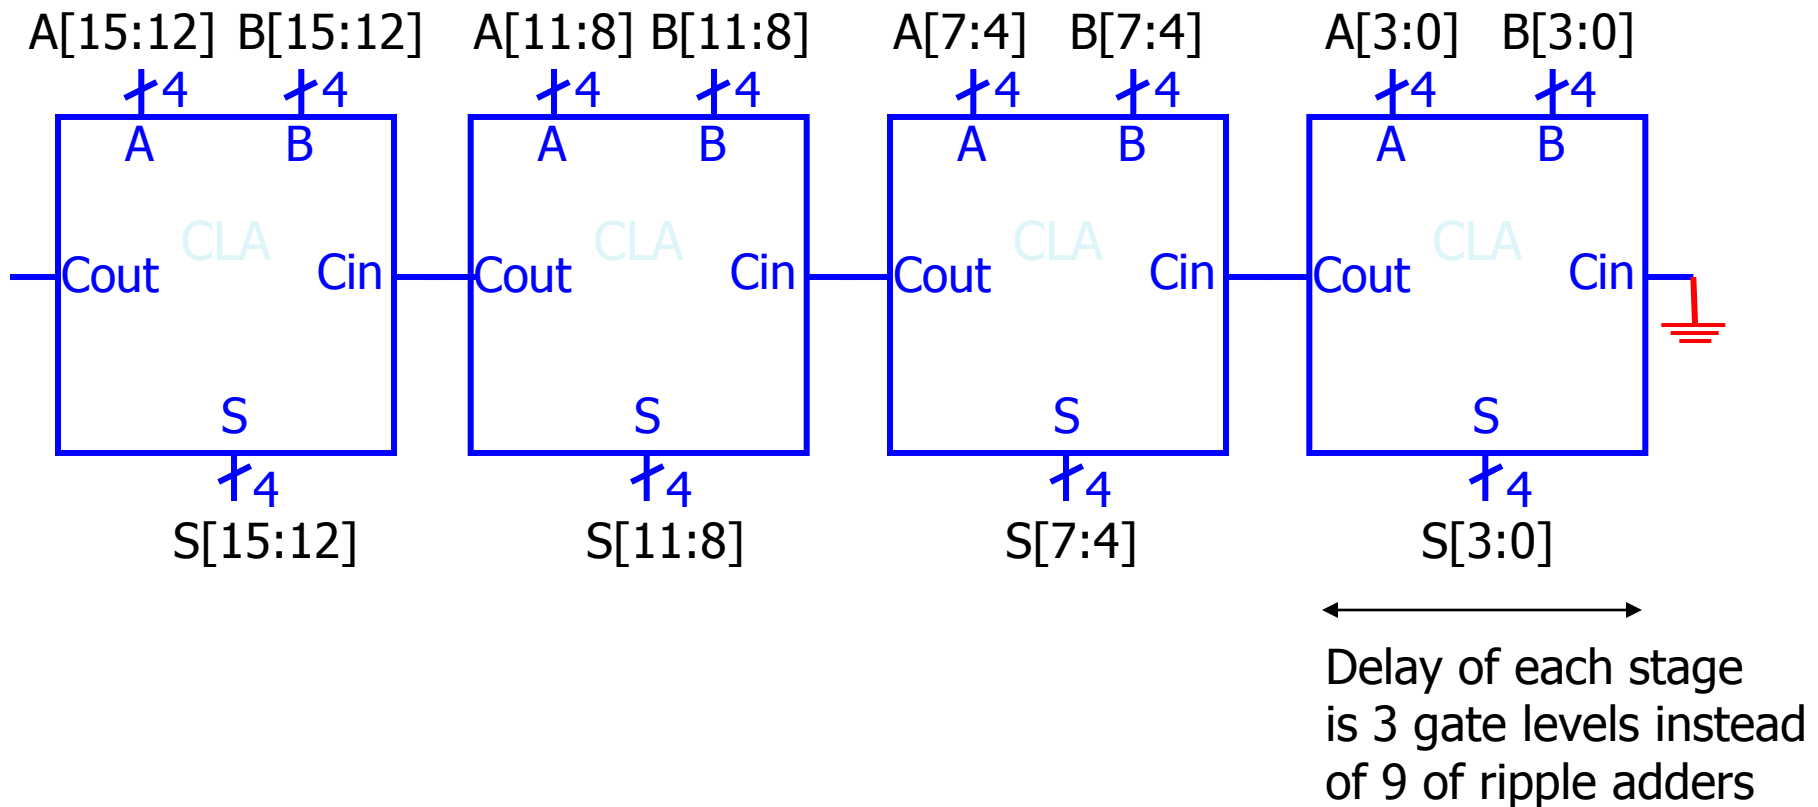 A[15:12] B[15:12] A[11:8] B[11:8] A[7:4] B[7:4] A[3:0] B[3:0]
4 4 4 4 4 4 4 4
A B A B A B A B
CLA CLA CLA CLA
Cout Cin Cout Cin Cout Cin Cout Cin
S S S S
4 4 4 4
S[15:12] S[11:8] S[7:4] S[3:0]
Delay of each stage
is 3 gate levels instead
of 9 of ripple adders